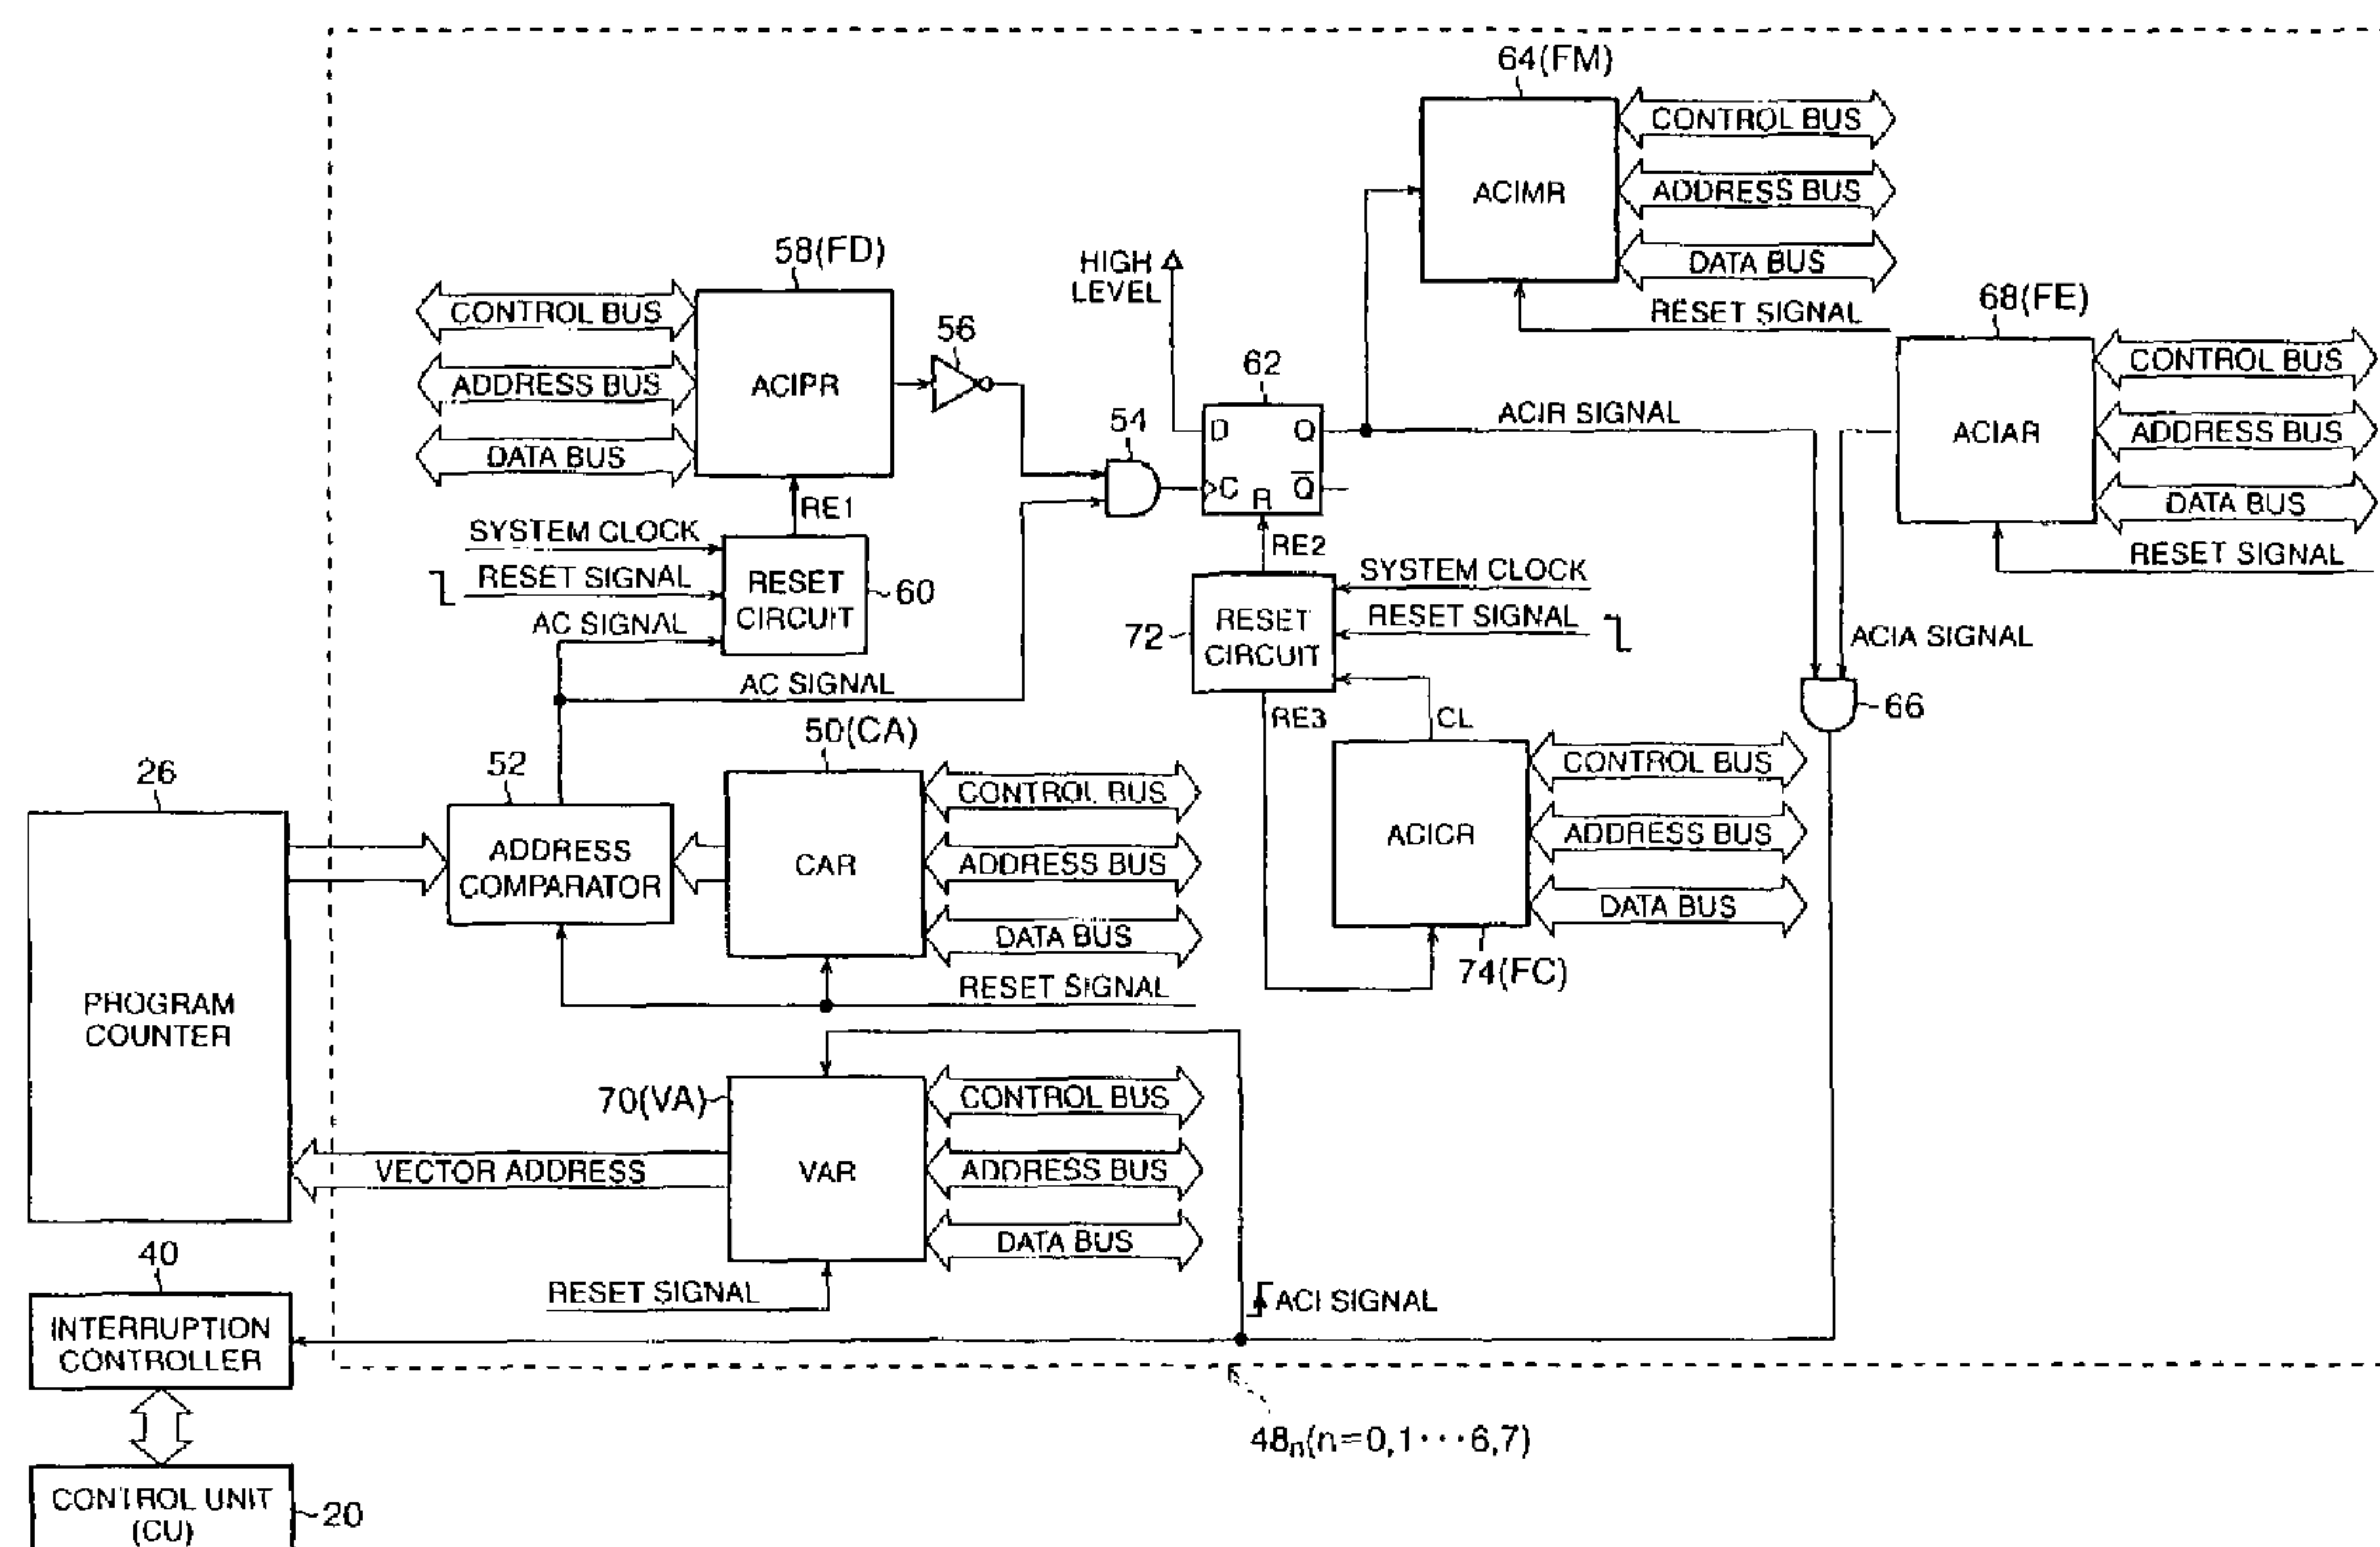 64(FM)
CONTROL BUS
ACIMR
ADDRESS BUS
DATA BUS
RESET SIGNAL
58(FD)
CONTROL BUS
ADDRESS BUS
ACIPR
DATA BUS
56
HIGH
LEVEL
54
62
D
Q
C
R
Q̅
ACIR SIGNAL
68(FE)
CONTROL BUS
ACIAR
ADDRESS BUS
DATA BUS
RESET SIGNAL
RE1
SYSTEM CLOCK
RESET SIGNAL
AC SIGNAL
RESET
CIRCUIT
60
RE2
SYSTEM CLOCK
RESET SIGNAL
72
RESET
CIRCUIT
ACIA SIGNAL
66
AC SIGNAL
RE3
CL
50(CA)
52
26
ADDRESS
COMPARATOR
CAR
CONTROL BUS
ADDRESS BUS
DATA BUS
RESET SIGNAL
ACICR
CONTROL BUS
ADDRESS BUS
DATA BUS
74(FC)
PROGRAM
COUNTER
70(VA)
VAR
CONTROL BUS
ADDRESS BUS
DATA BUS
VECTOR ADDRESS
RESET SIGNAL
ACI SIGNAL
40
INTERRUPTION
CONTROLLER
48n(n=0,1···6,7)
CONTROL UNIT
(CU)
20